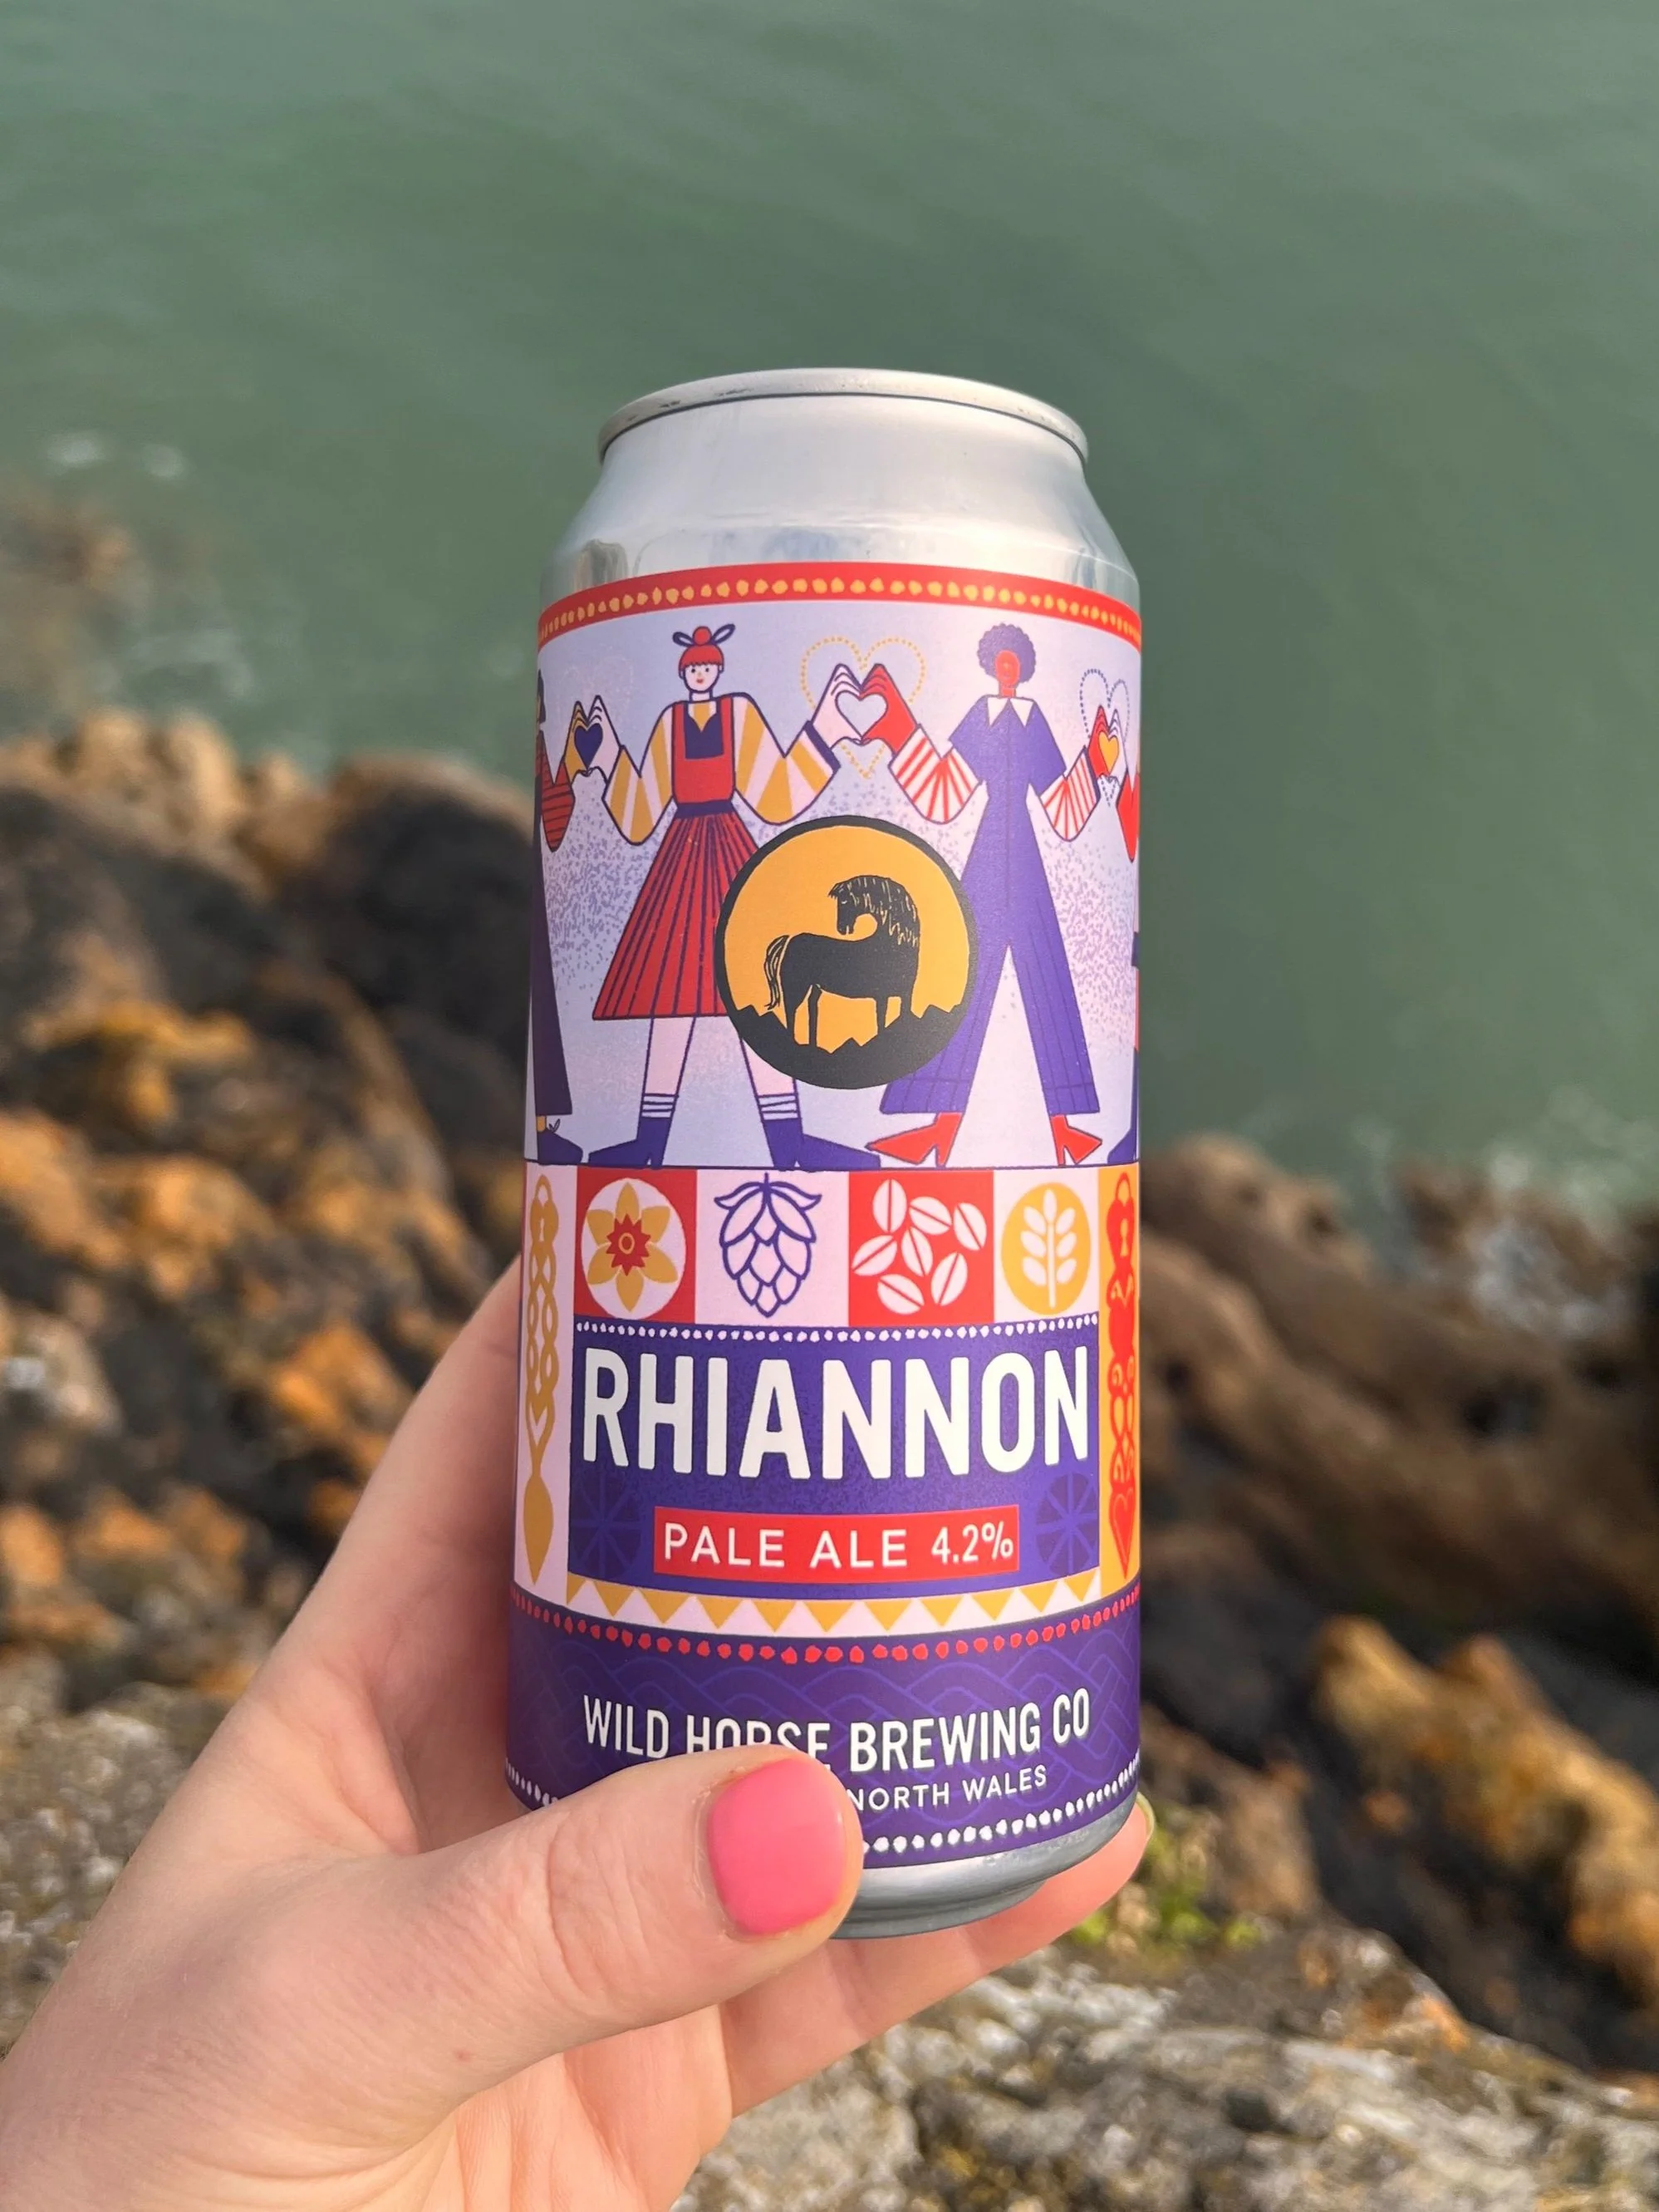 RHIANNON
PALE ALE 4.2%
WILD HORSE BREWING CO
NORTH WALES